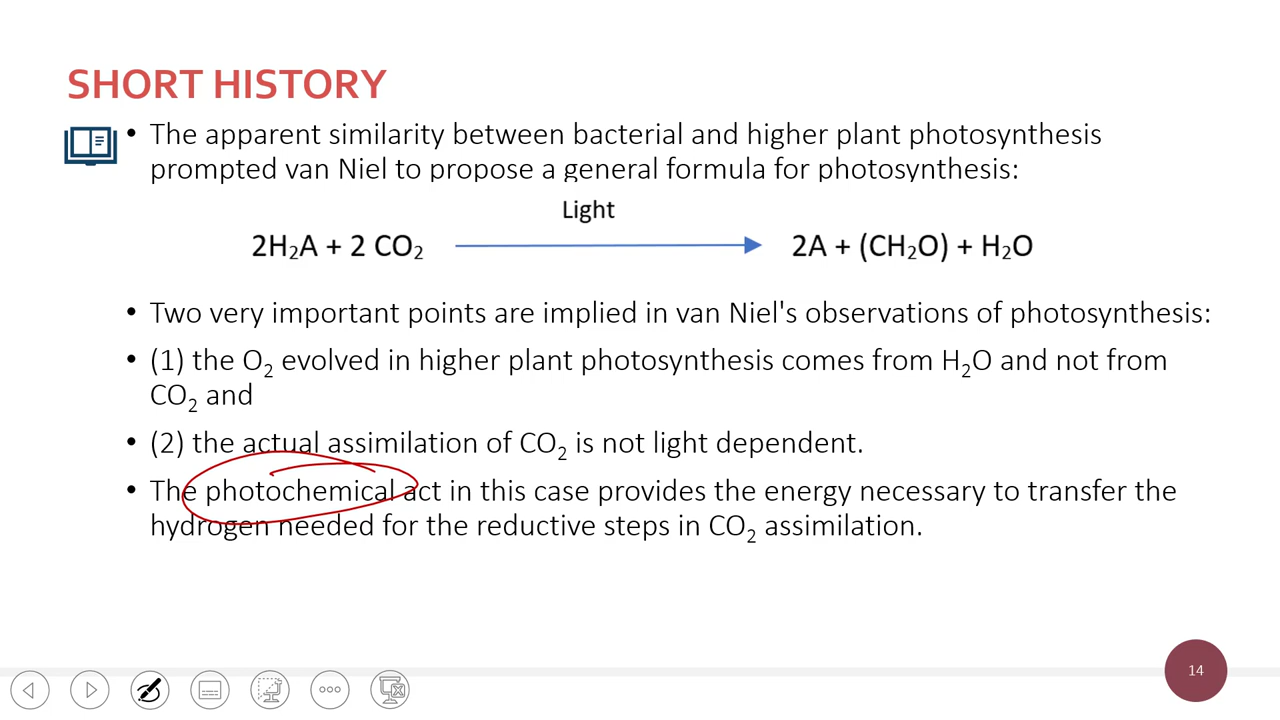 SHORT HISTORY
• The apparent similarity between bacterial and higher plant photosynthesis
prompted van Niel to propose a general formula for photosynthesis:
Light
2H₂A + 2 CO₂ 2A + (CH₂O) + H₂O
• Two very important points are implied in van Niel's observations of photosynthesis:
• (1) the O₂ evolved in higher plant photosynthesis comes from H₂O and not from
CO₂ and
• (2) the actual assimilation of CO₂ is not light dependent.
• The photochemical act in this case provides the energy necessary to transfer the
hydrogen needed for the reductive steps in CO₂ assimilation.
14